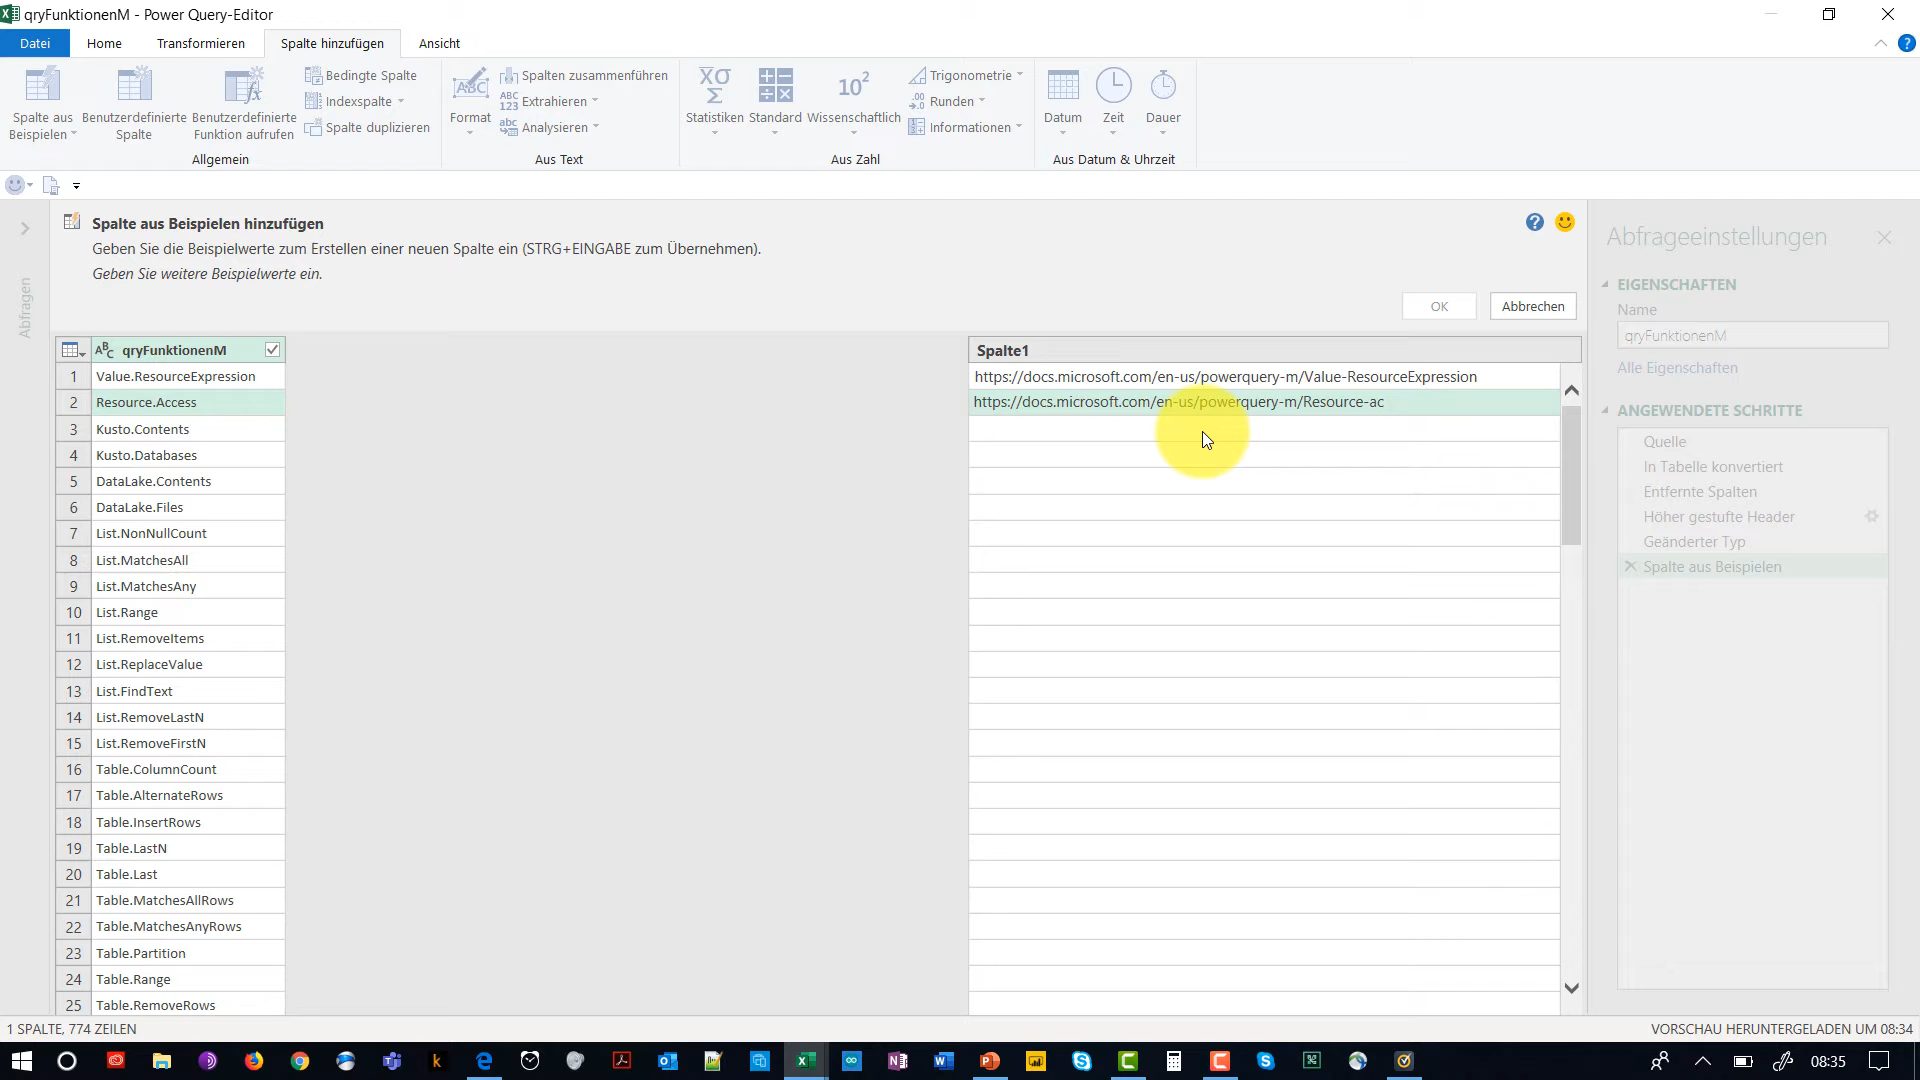 qryFunktionenM - Power Query-Editor
Datei
Home
Transformieren
Spalte hinzufügen
Ansicht
Spalte aus
Beispielen
Benutzerdefinierte
Spalte
Benutzerdefinierte
Funktion aufrufen
Bedingte Spalte
Indexspalte
Spalte duplizieren
Allgemein
ABC
Format
Spalten zusammenführen
ABC
123
Extrahieren
abc
Analysieren
Aus Text
XΣ
Statistiken
Standard
10²
Wissenschaftlich
Trigonometrie
.00
Runden
Informationen
Aus Zahl
Datum
Zeit
Dauer
Aus Datum & Uhrzeit
Abfragen
Spalte aus Beispielen hinzufügen
Geben Sie die Beispielwerte zum Erstellen einer neuen Spalte ein (STRG+EINGABE zum Übernehmen).
Geben Sie weitere Beispielwerte ein.
OK
Abbrechen
ABC qryFunktionenM
Spalte1
1 Value.ResourceExpression https://docs.microsoft.com/en-us/powerquery-m/Value-ResourceExpression
2 Resource.Access https://docs.microsoft.com/en-us/powerquery-m/Resource-ac
3 Kusto.Contents
4 Kusto.Databases
5 DataLake.Contents
6 DataLake.Files
7 List.NonNullCount
8 List.MatchesAll
9 List.MatchesAny
10 List.Range
11 List.RemoveItems
12 List.ReplaceValue
13 List.FindText
14 List.RemoveLastN
15 List.RemoveFirstN
16 Table.ColumnCount
17 Table.AlternateRows
18 Table.InsertRows
19 Table.LastN
20 Table.Last
21 Table.MatchesAllRows
22 Table.MatchesAnyRows
23 Table.Partition
24 Table.Range
25 Table.RemoveRows
Abfrageeinstellungen
EIGENSCHAFTEN
Name
qryFunktionenM
Alle Eigenschaften
ANGEWENDETE SCHRITTE
Quelle
In Tabelle konvertiert
Entfernte Spalten
Höher gestufte Header
Geänderter Typ
Spalte aus Beispielen
1 SPALTE, 774 ZEILEN
VORSCHAU HERUNTERGELADEN UM 08:34
08:35